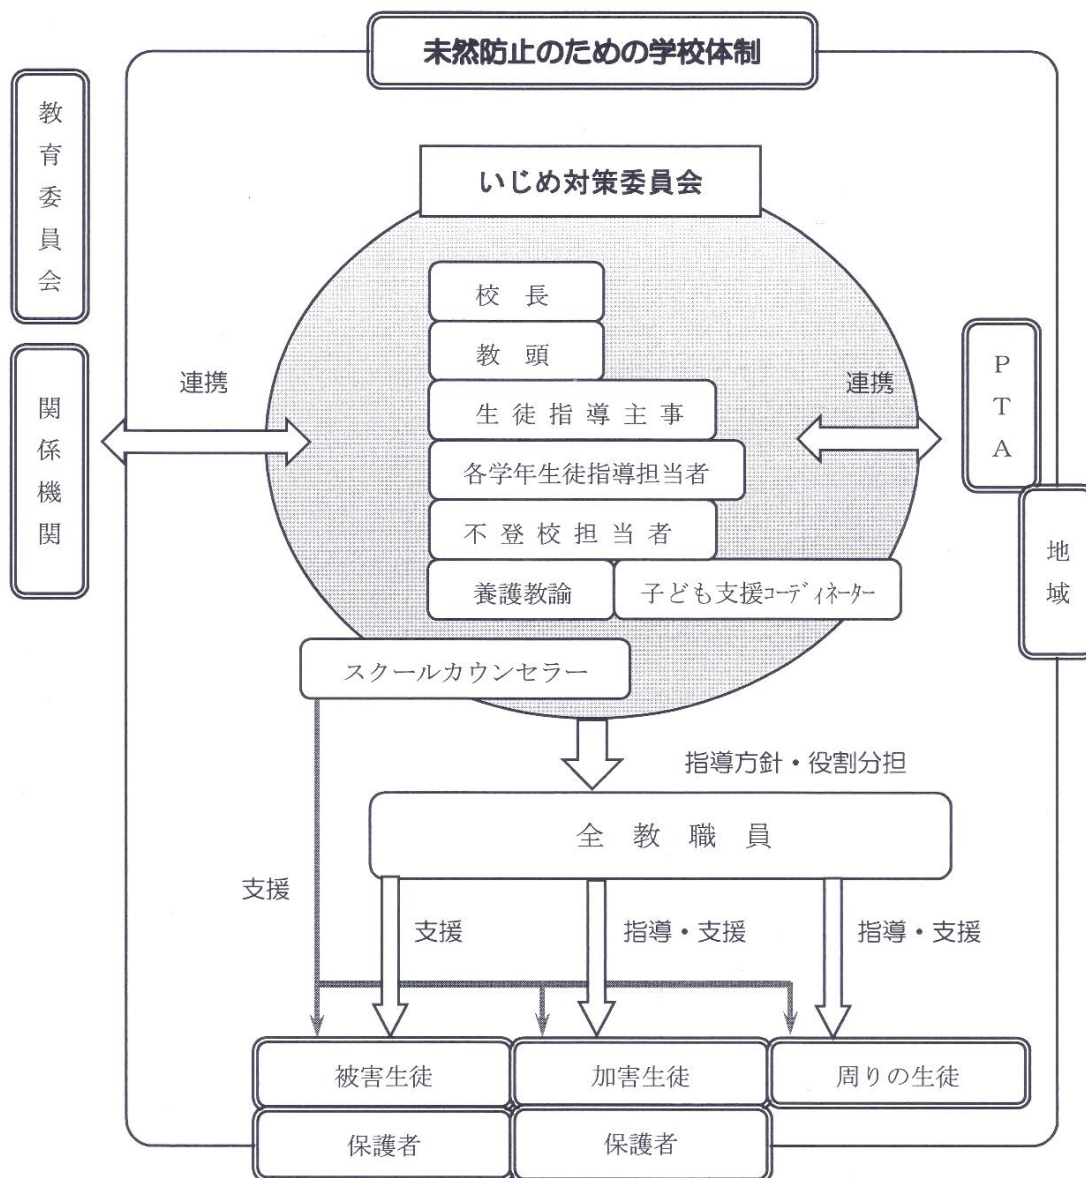 未然防止のための学校体制
教育委員会
いじめ対策委員会
校長
教頭
連携
連携
PTA
関係機関
生徒指導主事
各学年生徒指導担当者
不登校担当者
地域
養護教諭
子ども支援コーディネーター
スクールカウンセラー
指導方針・役割分担
全教職員
支援
支援
指導・支援
指導・支援
被害生徒
加害生徒
周りの生徒
保護者
保護者